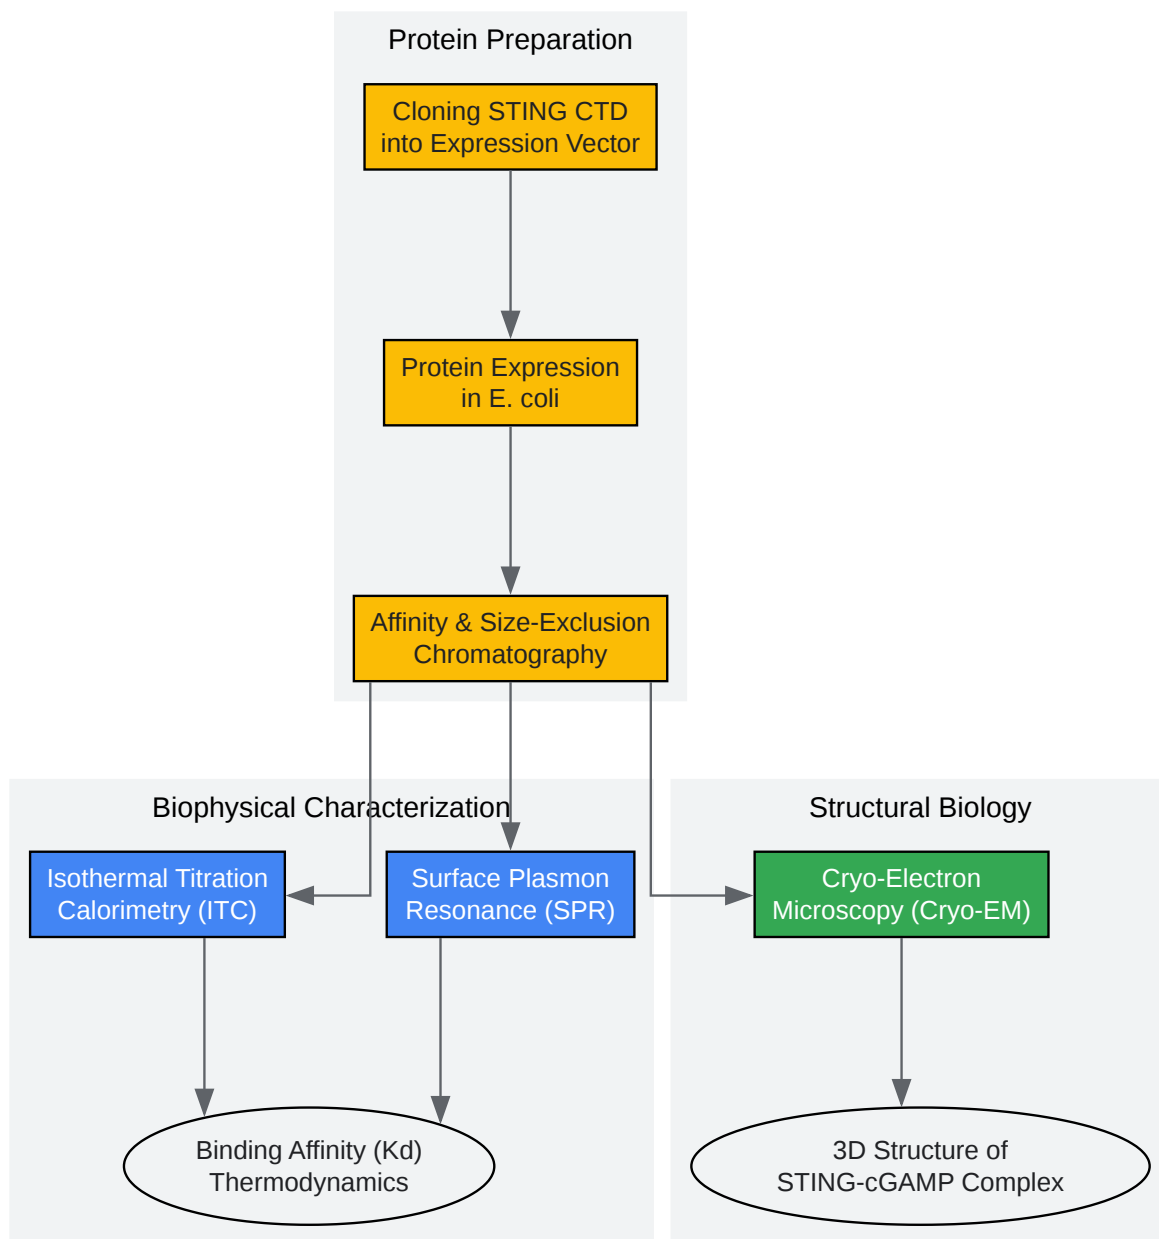 Protein Preparation
Cloning STING CTD
into Expression Vector
Protein Expression
in E. coli
Affinity & Size-Exclusion
Chromatography
Biophysical Characterization
Isothermal Titration
Calorimetry (ITC)
Surface Plasmon
Resonance (SPR)
Binding Affinity (Kd)
Thermodynamics
Structural Biology
Cryo-Electron
Microscopy (Cryo-EM)
3D Structure of
STING-cGAMP Complex